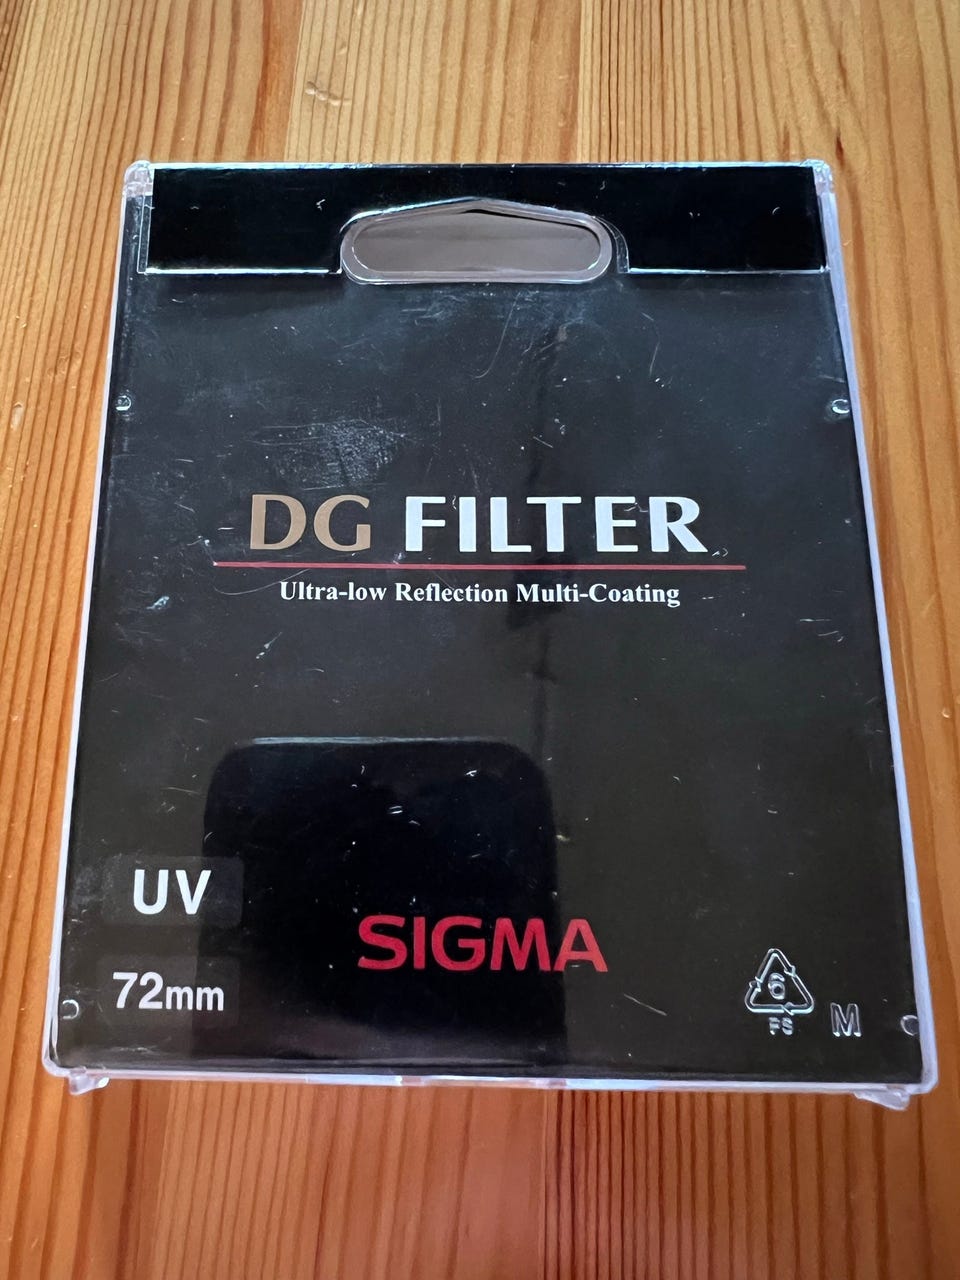 DG FILTER
Ultra-low Reflection Multi-Coating
UV
SIGMA
72mm
6
PS
M